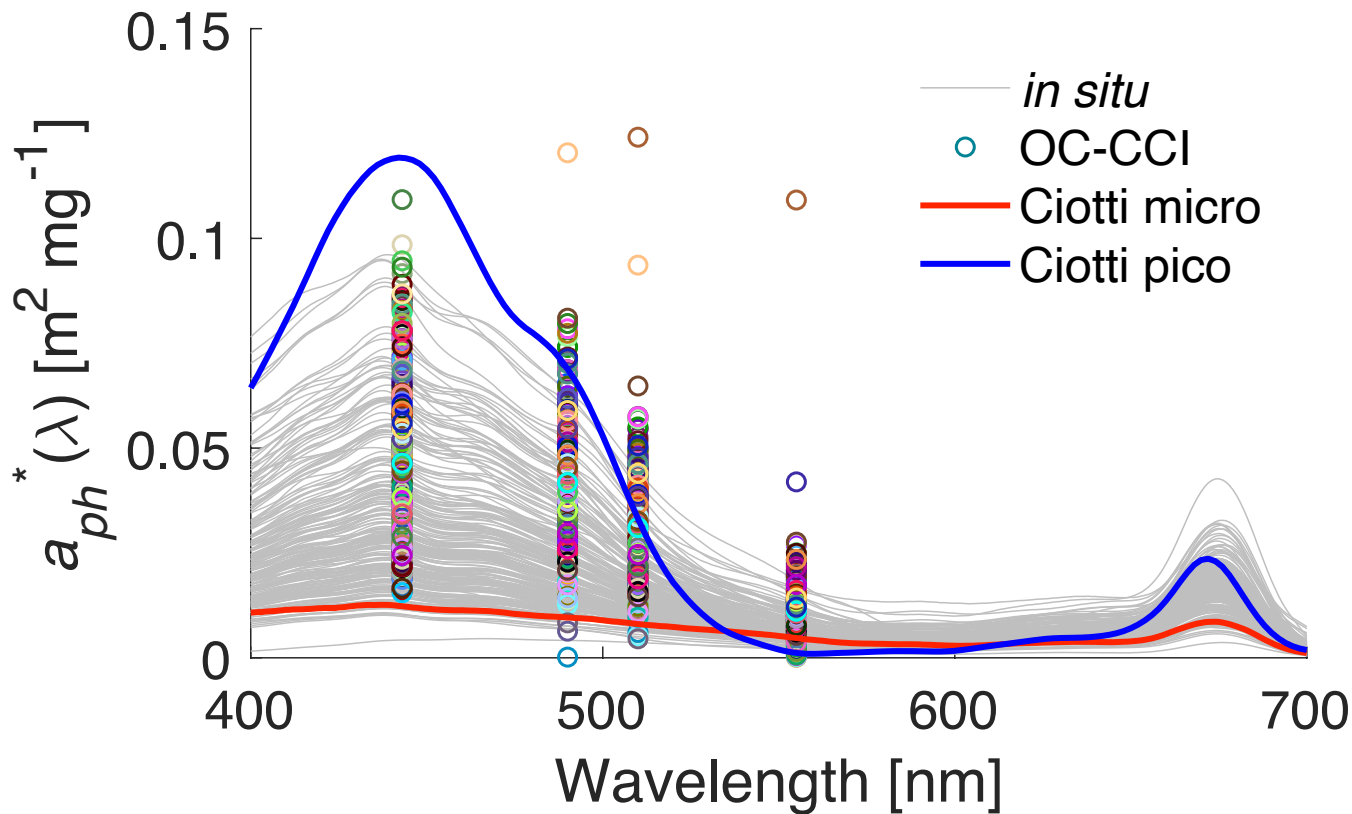 0.15
0.1
0.05
0
400
500
600
700
Wavelength [nm]
a_ph^*(λ) [m^2 mg^-1]
in situ
OC-CCI
Ciotti micro
Ciotti pico